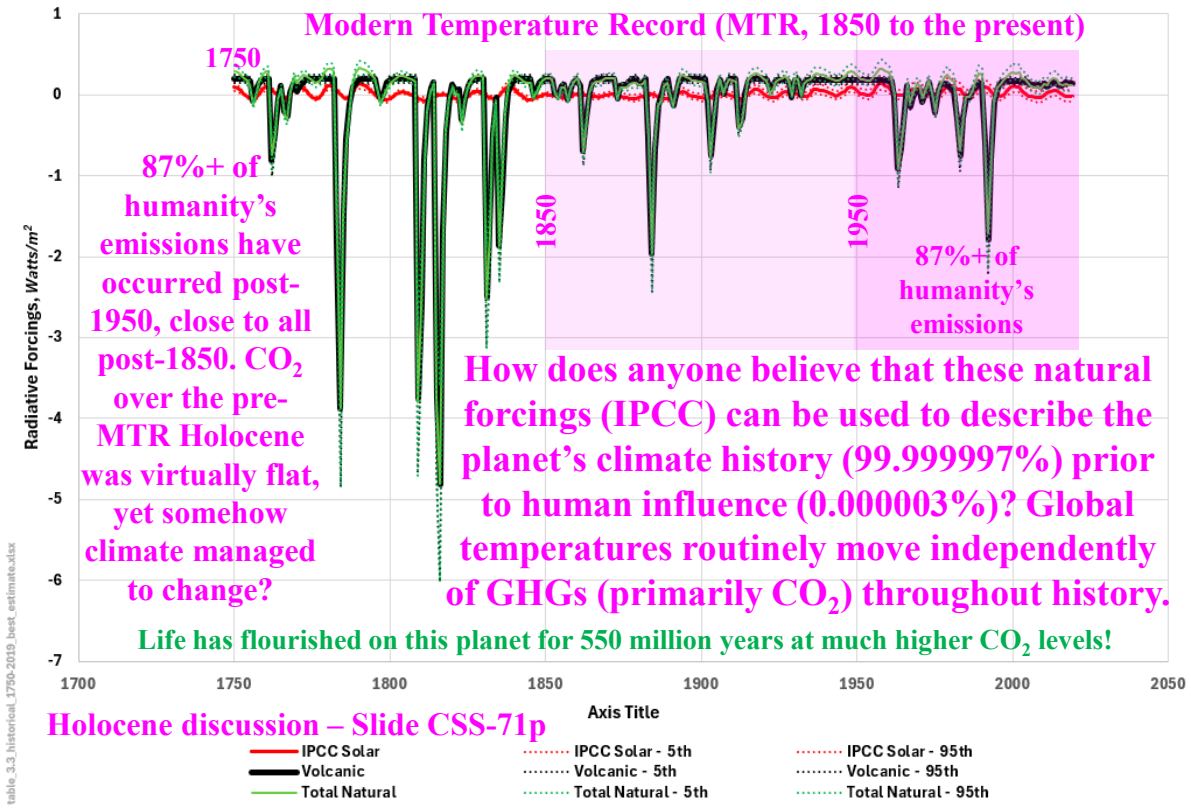 Modern Temperature Record (MTR, 1850 to the present)
1
0
-1
-2
-3
-4
-5
-6
-7
Radiative Forcings, Watts/m²
1750
87%+ of
humanity's
emissions have
occurred post-
1950, close to all
post-1850. CO₂
over the pre-
MTR Holocene
was virtually flat,
yet somehow
climate managed
to change?
1850
1950
87%+ of
humanity's
emissions
How does anyone believe that these natural
forcings (IPCC) can be used to describe the
planet's climate history (99.999997%) prior
to human influence (0.000003%)? Global
temperatures routinely move independently
of GHGs (primarily CO₂) throughout history.
Life has flourished on this planet for 550 million years at much higher CO₂ levels!
1700 1750 1800 1850 1900 1950 2000 2050
Axis Title
Holocene discussion – Slide CSS-71p
IPCC Solar IPCC Solar - 5th IPCC Solar - 95th
Volcanic Volcanic - 5th Volcanic - 95th
Total Natural Total Natural - 5th Total Natural - 95th
table_3.3_historical_1750-2019_best_estimate.xlsx